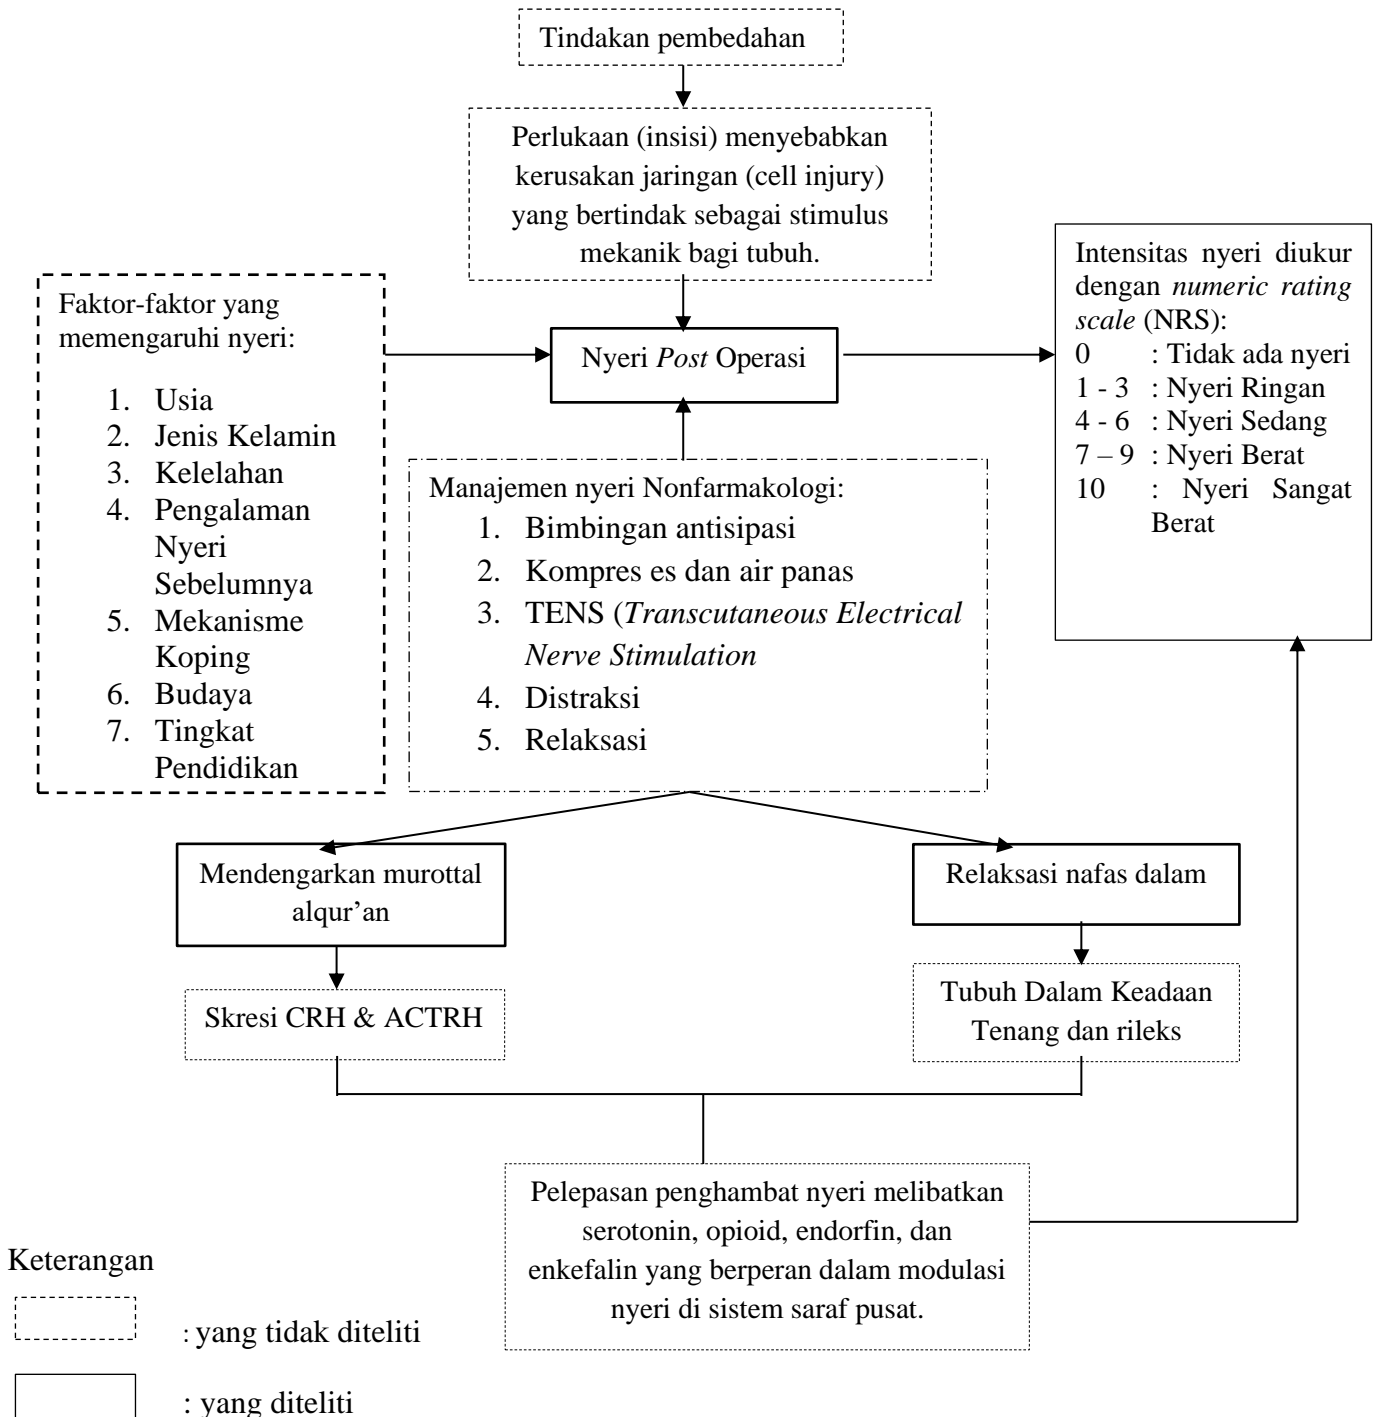 Tindakan pembedahan
Perlukaan (insisi) menyebabkan
kerusakan jaringan (cell injury)
yang bertindak sebagai stimulus
mekanik bagi tubuh.
Faktor-faktor yang
memengaruhi nyeri:
1. Usia
2. Jenis Kelamin
3. Kelelahan
4. Pengalaman
Nyeri
Sebelumnya
5. Mekanisme
Koping
6. Budaya
7. Tingkat
Pendidikan
Nyeri Post Operasi
Intensitas nyeri diukur
dengan numeric rating
scale (NRS):
0 : Tidak ada nyeri
1 - 3 : Nyeri Ringan
4 - 6 : Nyeri Sedang
7 – 9 : Nyeri Berat
10 : Nyeri Sangat
Berat
Manajemen nyeri Nonfarmakologi:
1. Bimbingan antisipasi
2. Kompres es dan air panas
3. TENS (Transcutaneous Electrical
Nerve Stimulation
4. Distraksi
5. Relaksasi
Mendengarkan murottal
alqur’an
Relaksasi nafas dalam
Skresi CRH & ACTRH
Tubuh Dalam Keadaan
Tenang dan rileks
Pelepasan penghambat nyeri melibatkan
serotonin, opioid, endorfin, dan
enkefalin yang berperan dalam modulasi
nyeri di sistem saraf pusat.
Keterangan
: yang tidak diteliti
: yang diteliti